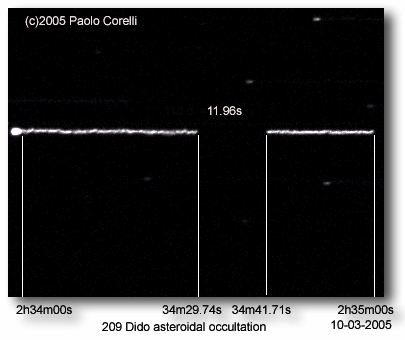 (c)2005 Paolo Corelli
11.96s
2h34m00s 34m29.74s 34m41.71s 2h35m00s
209 Dido asteroidal occultation 10-03-2005